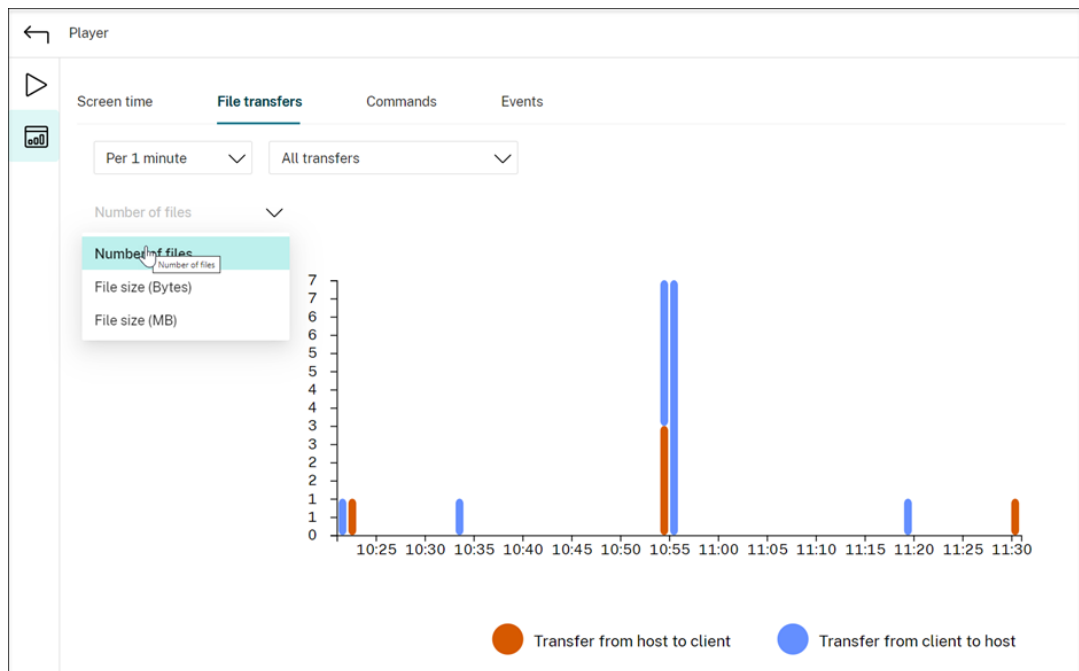 Player
Screen time File transfers Commands Events
Per 1 minute All transfers
Number of files
Number of files
Number of files
File size (Bytes)
File size (MB)
7
7
6
6
5
5
4
4
3
3
2
2
1
1
0
10:25 10:30 10:35 10:40 10:45 10:50 10:55 11:00 11:05 11:10 11:15 11:20 11:25 11:30
Transfer from host to client Transfer from client to host